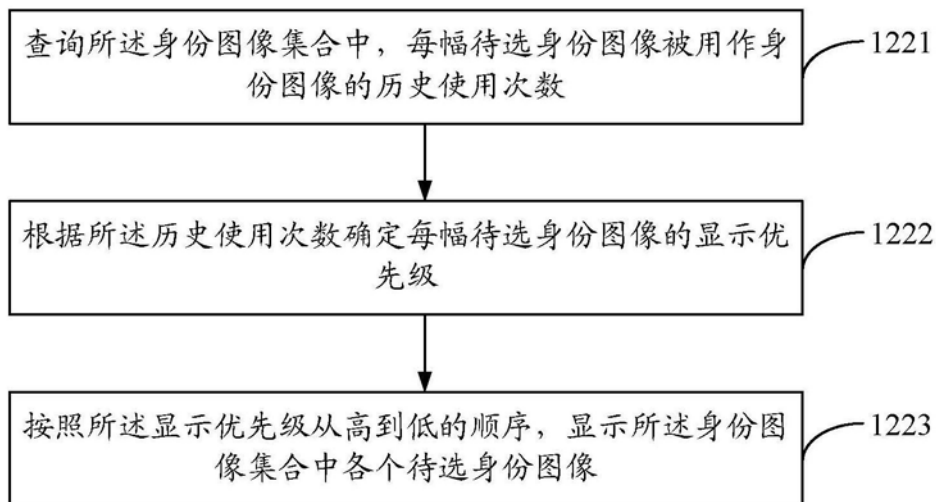 查询所述身份图像集合中，每幅待选身份图像被用作身
份图像的历史使用次数
1221
根据所述历史使用次数确定每幅待选身份图像的显示优
先级
1222
按照所述显示优先级从高到低的顺序，显示所述身份图
像集合中各个待选身份图像
1223